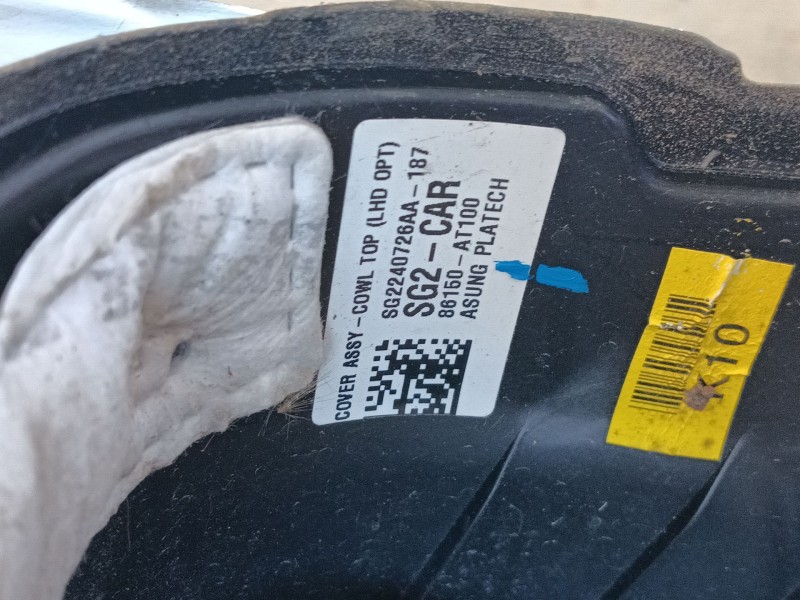 COVER ASSY-COWL TOP (LHD OPT)
SG2240726AA-187
SG2-CAR
86150-AT100
ASUNG PLATECH
K10